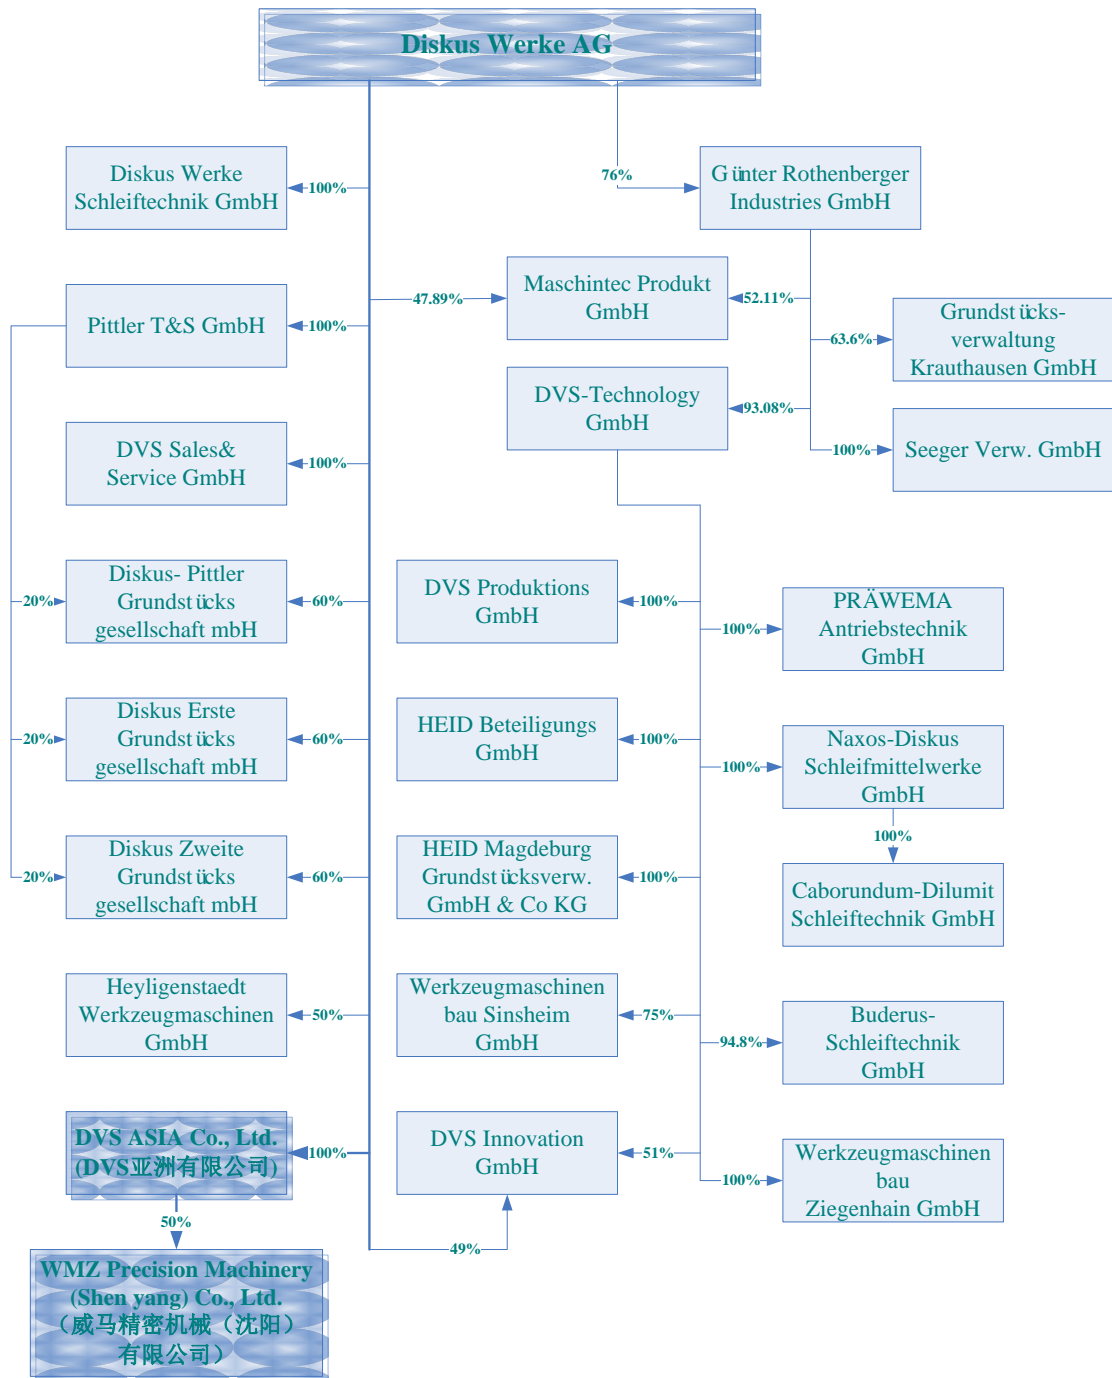 Diskus Werke AG
Diskus Werke
Schleiftechnik GmbH
100%
76%
Günter Rothenberger
Industries GmbH
Pittler T&S GmbH
100%
47.89%
Maschintec Produkt
GmbH
52.11%
63.6%
Grundstücks-
verwaltung
Krauthausen GmbH
DVS-Technology
GmbH
93.08%
100%
Seeger Verw. GmbH
DVS Sales&
Service GmbH
100%
20%
Diskus- Pittler
Grundstücks
gesellschaft mbH
60%
DVS Produktions
GmbH
100%
100%
PRÄWEMA
Antriebstechnik
GmbH
20%
Diskus Erste
Grundstücks
gesellschaft mbH
60%
HEID Beteiligungs
GmbH
100%
100%
Naxos-Diskus
Schleifmittelwerke
GmbH
100%
20%
Diskus Zweite
Grundstücks
gesellschaft mbH
60%
HEID Magdeburg
Grundstücksverw.
GmbH & Co KG
100%
Caborundum-Dilumit
Schleiftechnik GmbH
Heyligenstaedt
Werkzeugmaschinen
GmbH
50%
Werkzeugmaschinen
bau Sinsheim
GmbH
75%
94.8%
Buderus-
Schleiftechnik
GmbH
DVS ASIA Co., Ltd.
(DVS亚洲有限公司)
100%
DVS Innovation
GmbH
51%
100%
Werkzeugmaschinen
bau
Ziegenhain GmbH
50%
49%
WMZ Precision Machinery
(Shen yang) Co., Ltd.
（威马精密机械（沈阳）
有限公司）